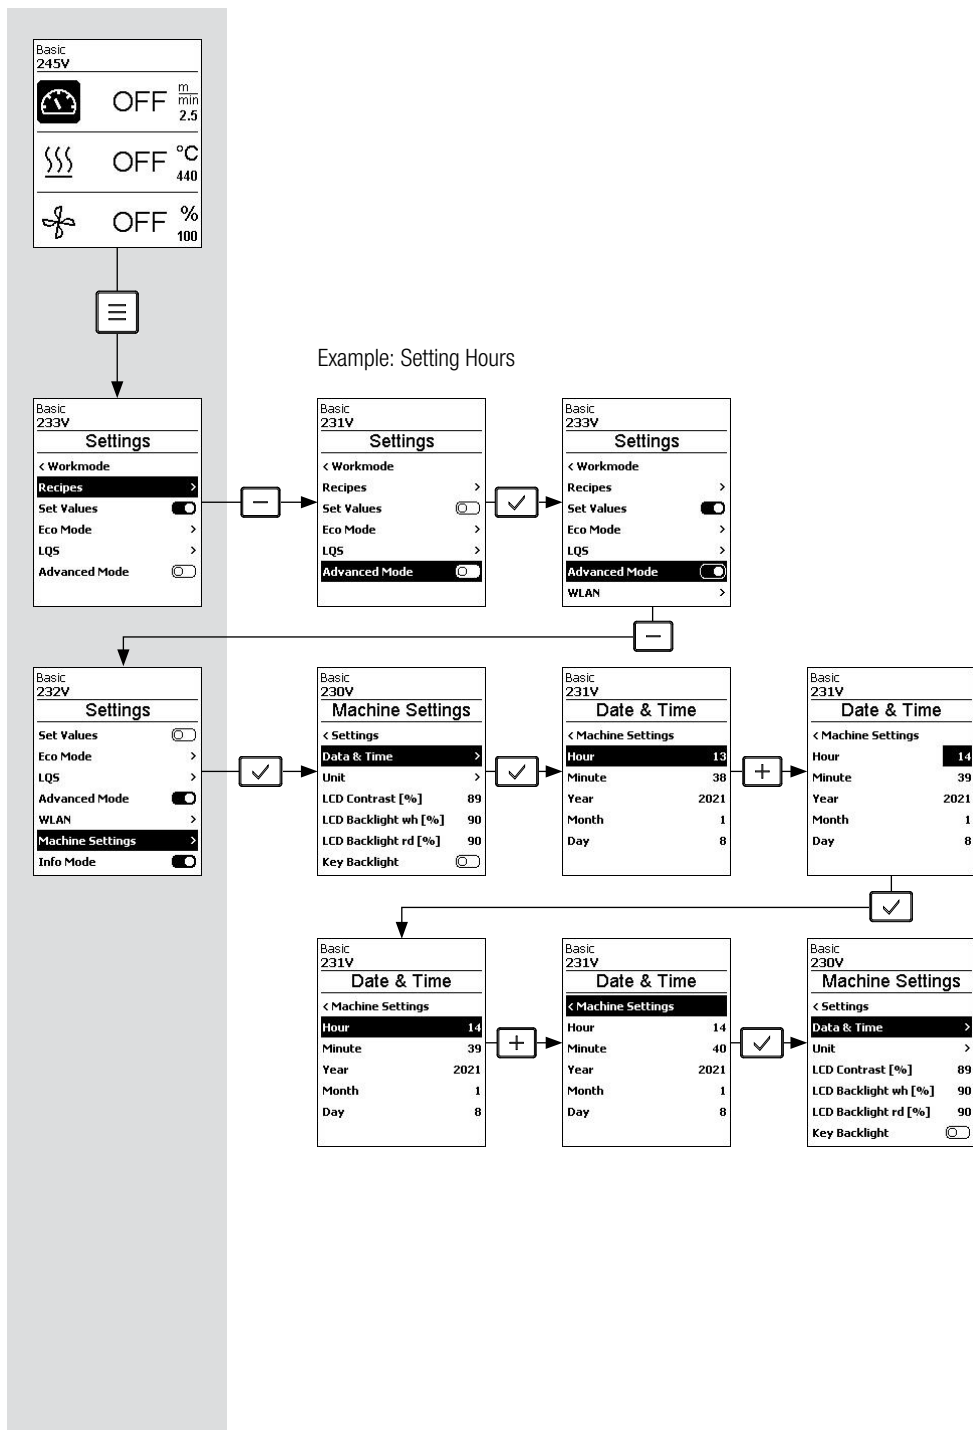 Basic
245V
OFF m/min 2.5
OFF °C 440
OFF % 100
Example: Setting Hours
Basic
233V
Settings
< Workmode
Recipes >
Set Values
Eco Mode >
LQS >
Advanced Mode
Basic
231V
Settings
< Workmode
Recipes >
Set Values
Eco Mode >
LQS >
Advanced Mode
Basic
233V
Settings
< Workmode
Recipes >
Set Values
Eco Mode >
LQS >
Advanced Mode
WLAN >
Basic
232V
Settings
Set Values
Eco Mode >
LQS >
Advanced Mode
WLAN >
Machine Settings >
Info Mode
Basic
230V
Machine Settings
< Settings
Data & Time >
Unit >
LCD Contrast [%] 89
LCD Backlight wh [%] 90
LCD Backlight rd [%] 90
Key Backlight
Basic
231V
Date & Time
< Machine Settings
Hour 13
Minute 38
Year 2021
Month 1
Day 8
Basic
231V
Date & Time
< Machine Settings
Hour 14
Minute 39
Year 2021
Month 1
Day 8
Basic
231V
Date & Time
< Machine Settings
Hour 14
Minute 39
Year 2021
Month 1
Day 8
Basic
231V
Date & Time
< Machine Settings
Hour 14
Minute 40
Year 2021
Month 1
Day 8
Basic
230V
Machine Settings
< Settings
Data & Time >
Unit >
LCD Contrast [%] 89
LCD Backlight wh [%] 90
LCD Backlight rd [%] 90
Key Backlight